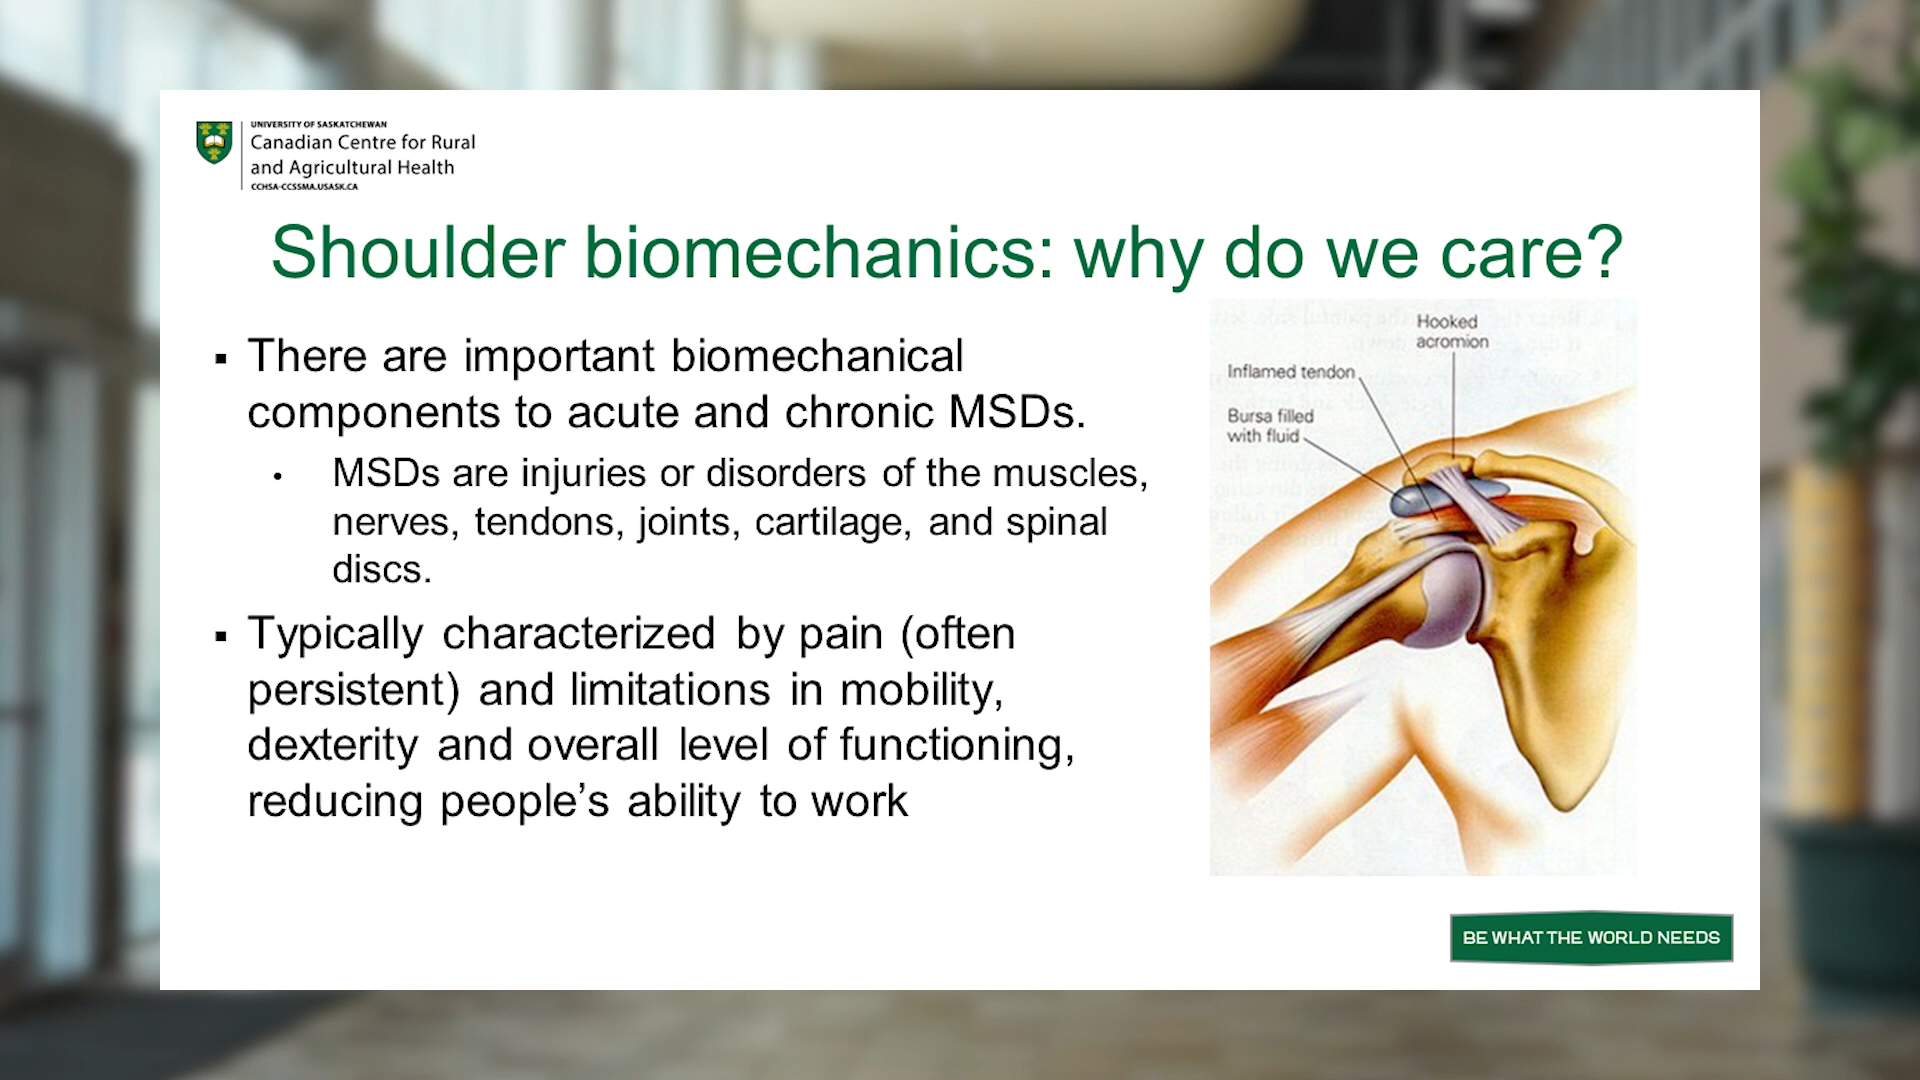 UNIVERSITY OF SASKATCHEWAN
Canadian Centre for Rural
and Agricultural Health
CCHSA-CCSSMA.USASK.CA
Shoulder biomechanics: why do we care?
▪ There are important biomechanical
components to acute and chronic MSDs.
• MSDs are injuries or disorders of the muscles,
nerves, tendons, joints, cartilage, and spinal
discs.
▪ Typically characterized by pain (often
persistent) and limitations in mobility,
dexterity and overall level of functioning,
reducing people’s ability to work
Hooked
acromion
Inflamed tendon
Bursa filled
with fluid
BE WHAT THE WORLD NEEDS